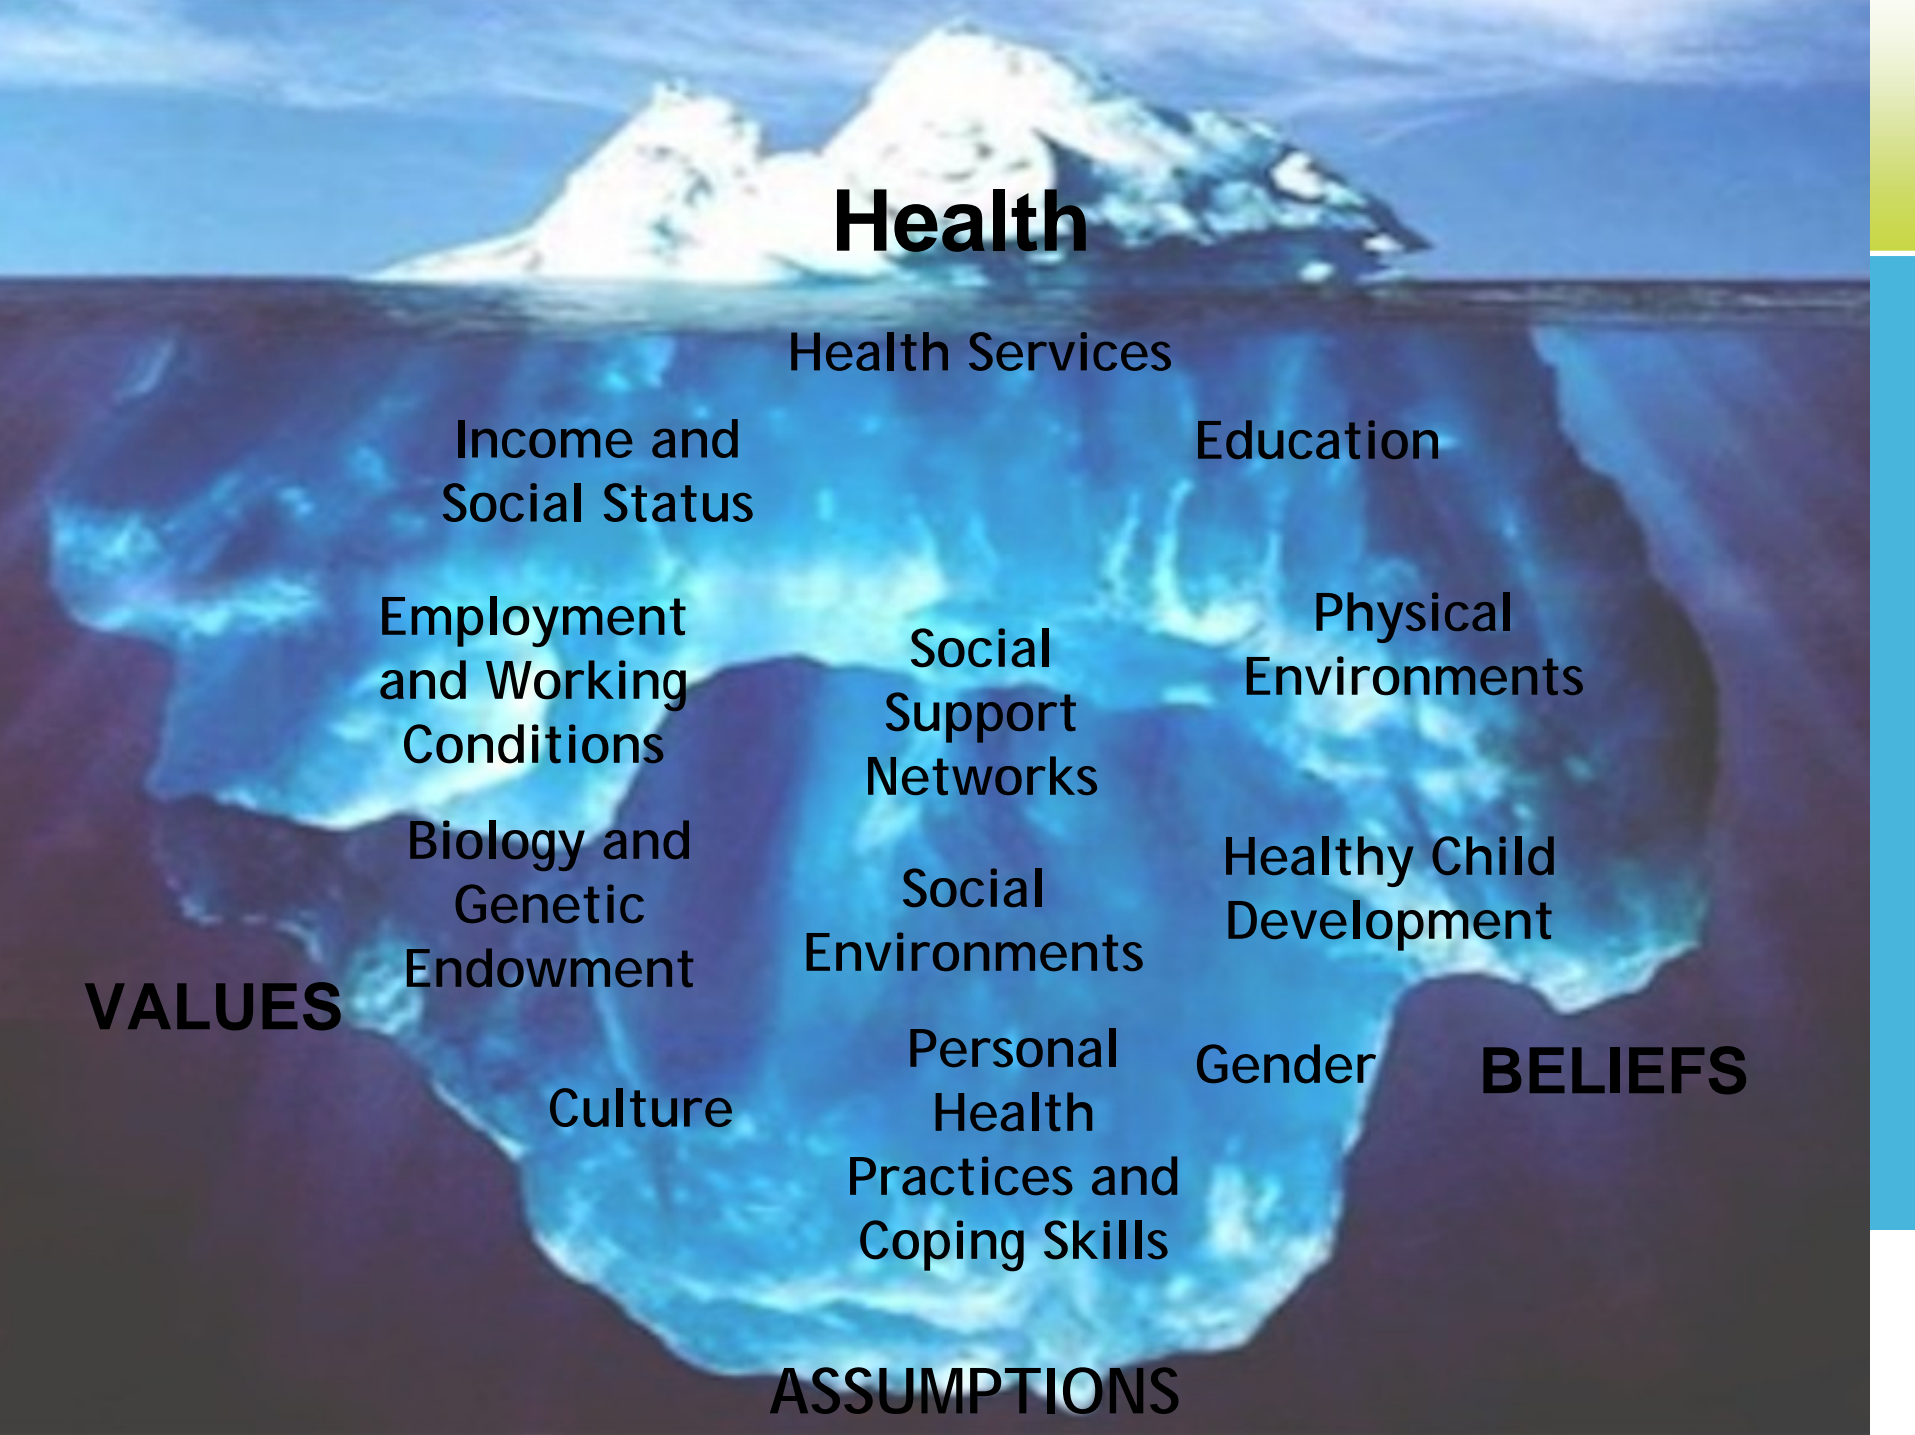 Health
Health Services
Income and
Social Status
Education
Employment
and Working
Conditions
Social
Support
Networks
Physical
Environments
Biology and
Genetic
Endowment
Social
Environments
Healthy Child
Development
VALUES
Culture
Personal
Health
Practices and
Coping Skills
Gender
BELIEFS
ASSUMPTIONS